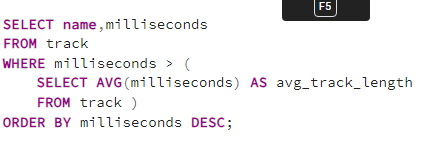 F5
SELECT name,milliseconds
FROM track
WHERE milliseconds > (
    SELECT AVG(milliseconds) AS avg_track_length
    FROM track )
ORDER BY milliseconds DESC;